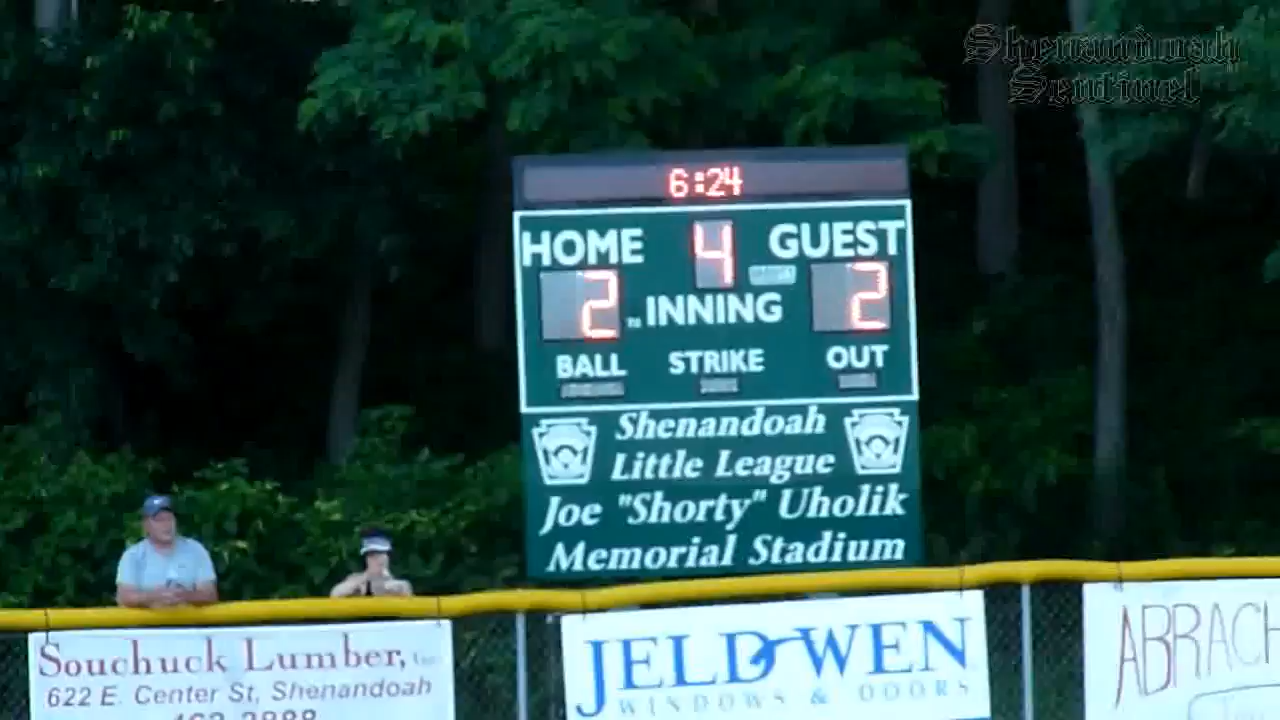 Shenandoah
Sentinel
6:24
HOME 4 GUEST
2 INNING 2
BALL STRIKE OUT
Shenandoah
Little League
Joe "Shorty" Uholik
Memorial Stadium
Souchuck Lumber,
622 E. Center St, Shenandoah
JELD-WEN
WINDOWS & DOORS